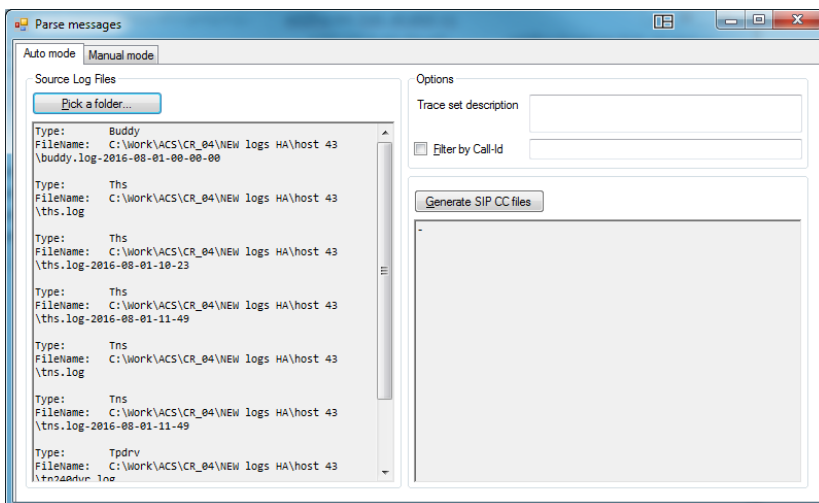 Parse messages
Auto mode
Manual mode
Source Log Files
Pick a folder...
Type: Buddy
FileName: C:\Work\ACS\CR_04\NEW logs HA\host 43
\buddy.log-2016-08-01-00-00-00
Type: Ths
FileName: C:\Work\ACS\CR_04\NEW logs HA\host 43
\ths.log
Type: Ths
FileName: C:\Work\ACS\CR_04\NEW logs HA\host 43
\ths.log-2016-08-01-10-23
Type: Ths
FileName: C:\Work\ACS\CR_04\NEW logs HA\host 43
\ths.log-2016-08-01-11-49
Type: Tns
FileName: C:\Work\ACS\CR_04\NEW logs HA\host 43
\tns.log
Type: Tns
FileName: C:\Work\ACS\CR_04\NEW logs HA\host 43
\tns.log-2016-08-01-11-49
Type: Tpdrv
FileName: C:\Work\ACS\CR_04\NEW logs HA\host 43
\tp240dvr.log
Options
Trace set description
Filter by Call-Id
Generate SIP CC files
-